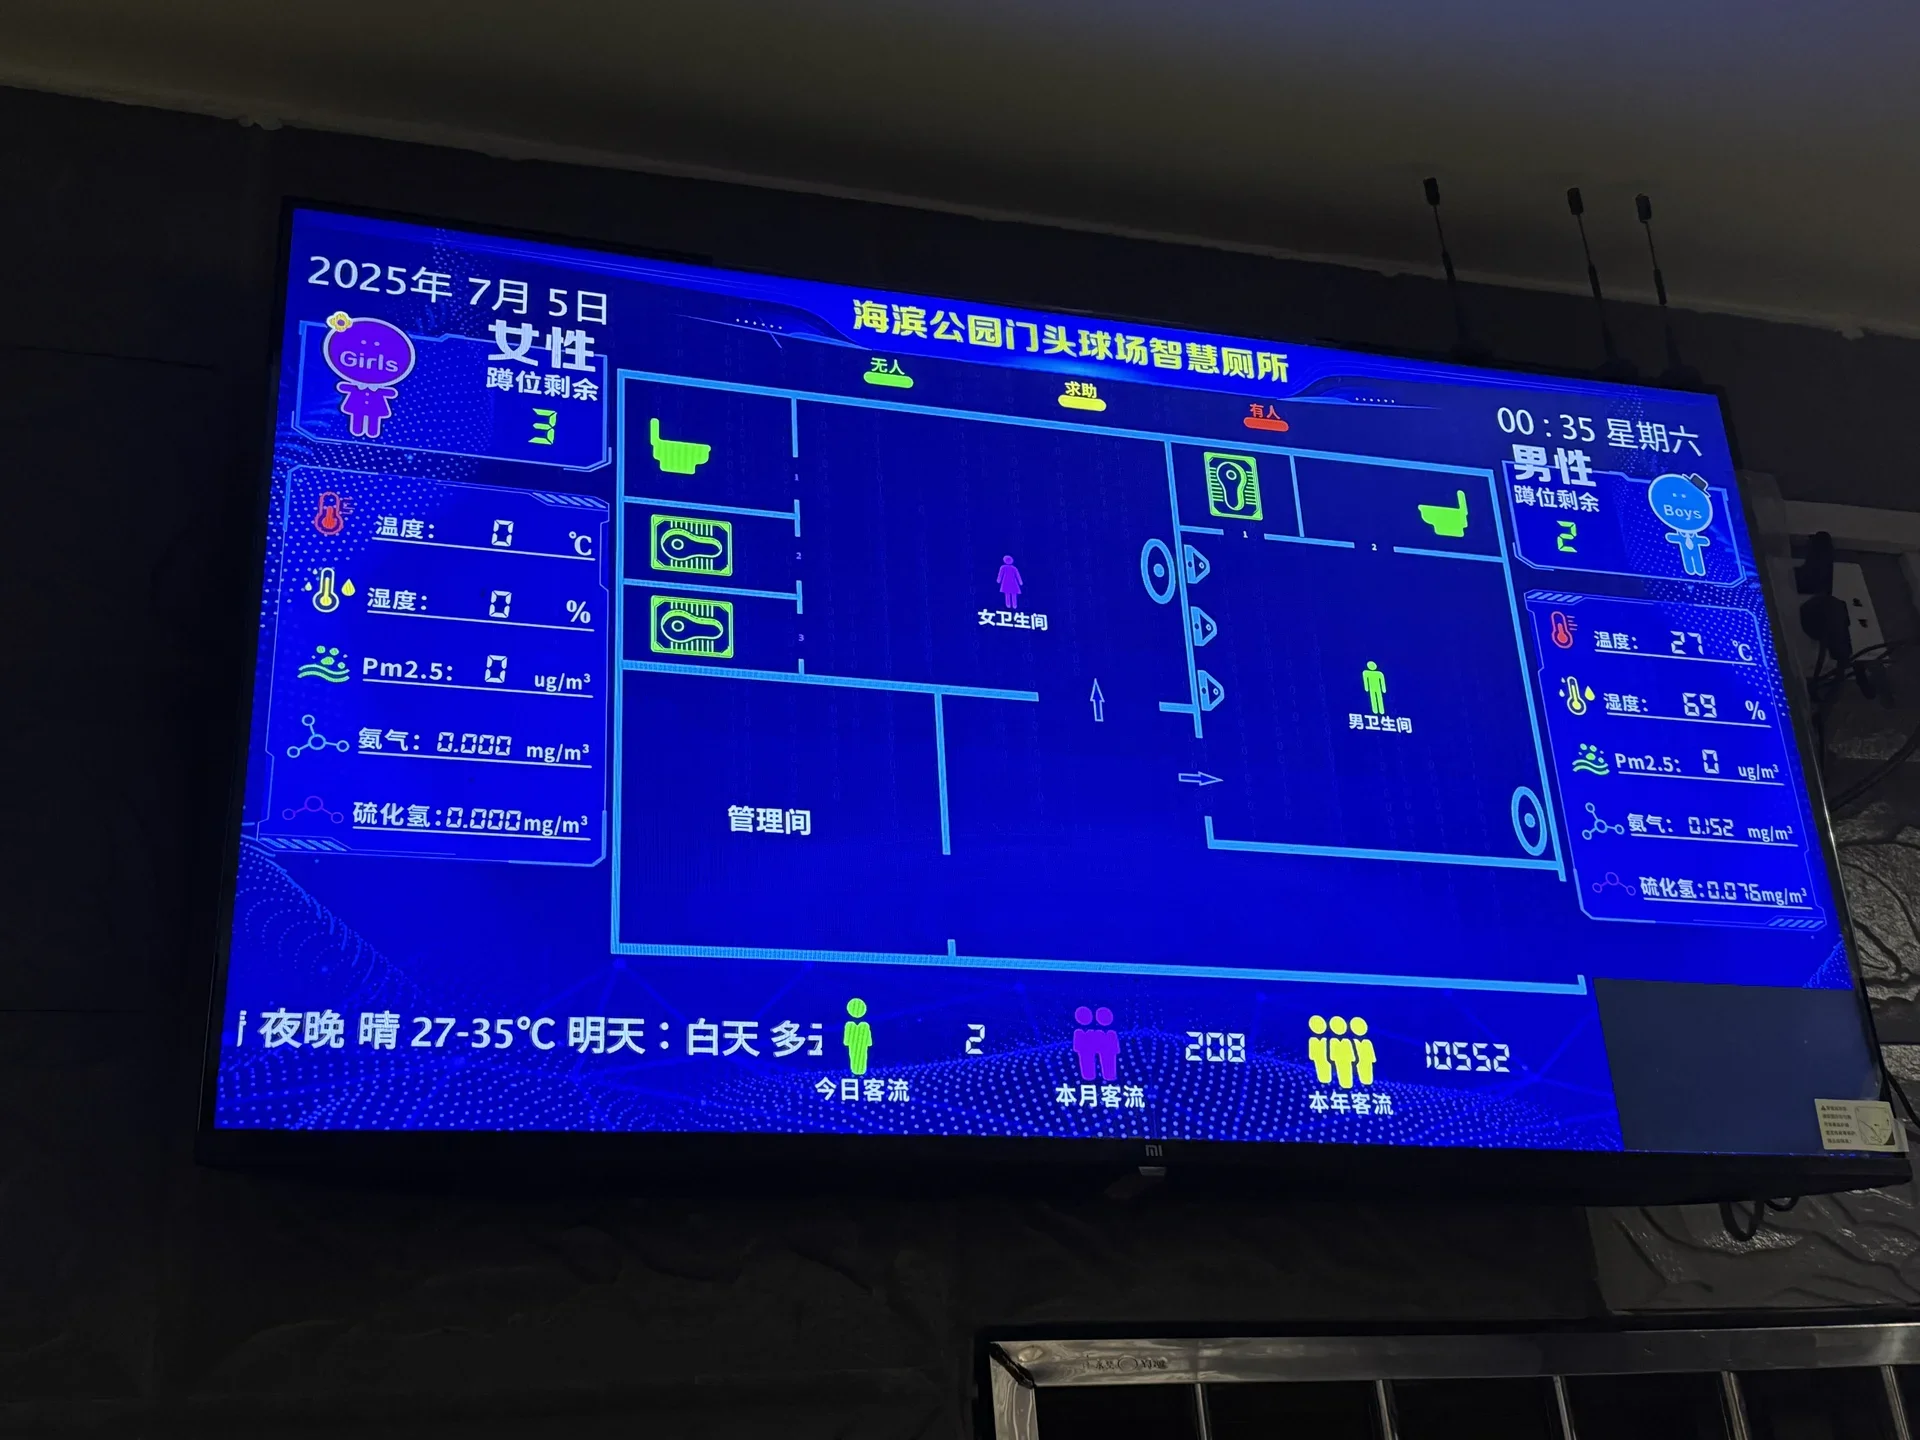 2025年 7月 5日
海滨公园门头球场智慧厕所
00:35 星期六
无人
求助
有人
Girls
女性
蹲位剩余
3
温度: 0 ℃
湿度: 0 %
Pm2.5: 0 ug/m³
氨气: 0.000 mg/m³
硫化氢:0.000mg/m³
1
2
3
女卫生间
1
2
男卫生间
管理间
男性
蹲位剩余
2
Boys
温度: 27 ℃
湿度: 69 %
Pm2.5: 0 ug/m³
氨气: 0.152 mg/m³
硫化氢:0.076mg/m³
夜晚 晴 27-35℃ 明天：白天 多
今日客流
2
本月客流
208
本年客流
10552
mi